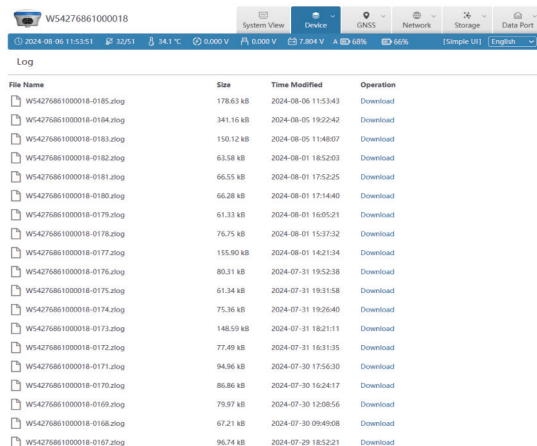 W54276861000018
System View
Device
GNSS
Network
Storage
Data Port
2024-08-06 11:53:51 32/51 34.1 °C 0.000 V 0.000 V 7.804 V A 68% 66% [Simple UI] English
Log
File Name Size Time Modified Operation
W54276861000018-0185.zlog 178.63 kB 2024-08-06 11:53:43 Download
W54276861000018-0184.zlog 341.16 kB 2024-08-05 19:22:42 Download
W54276861000018-0183.zlog 150.12 kB 2024-08-05 11:48:07 Download
W54276861000018-0182.zlog 63.58 kB 2024-08-01 18:52:03 Download
W54276861000018-0181.zlog 66.55 kB 2024-08-01 17:52:25 Download
W54276861000018-0180.zlog 66.28 kB 2024-08-01 17:14:40 Download
W54276861000018-0179.zlog 61.33 kB 2024-08-01 16:05:21 Download
W54276861000018-0178.zlog 76.75 kB 2024-08-01 15:37:32 Download
W54276861000018-0177.zlog 155.90 kB 2024-08-01 14:21:34 Download
W54276861000018-0176.zlog 80.31 kB 2024-07-31 19:52:38 Download
W54276861000018-0175.zlog 61.34 kB 2024-07-31 19:31:58 Download
W54276861000018-0174.zlog 75.36 kB 2024-07-31 19:26:40 Download
W54276861000018-0173.zlog 148.59 kB 2024-07-31 18:21:11 Download
W54276861000018-0172.zlog 77.49 kB 2024-07-31 16:31:35 Download
W54276861000018-0171.zlog 94.96 kB 2024-07-30 17:56:30 Download
W54276861000018-0170.zlog 86.86 kB 2024-07-30 16:24:17 Download
W54276861000018-0169.zlog 79.97 kB 2024-07-30 12:08:56 Download
W54276861000018-0168.zlog 67.21 kB 2024-07-30 09:49:08 Download
W54276861000018-0167.zlog 96.74 kB 2024-07-29 18:52:21 Download